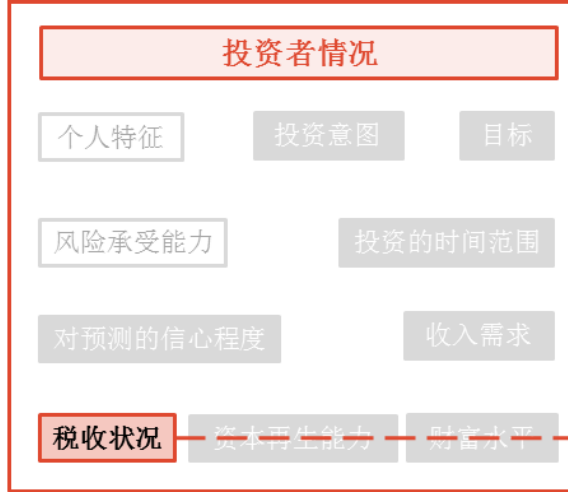 投资者情况
个人特征 投资意图 目标
风险承受能力 投资的时间范围
对预测的信心程度 收入需求
税收状况 资本再生能力 财富水平